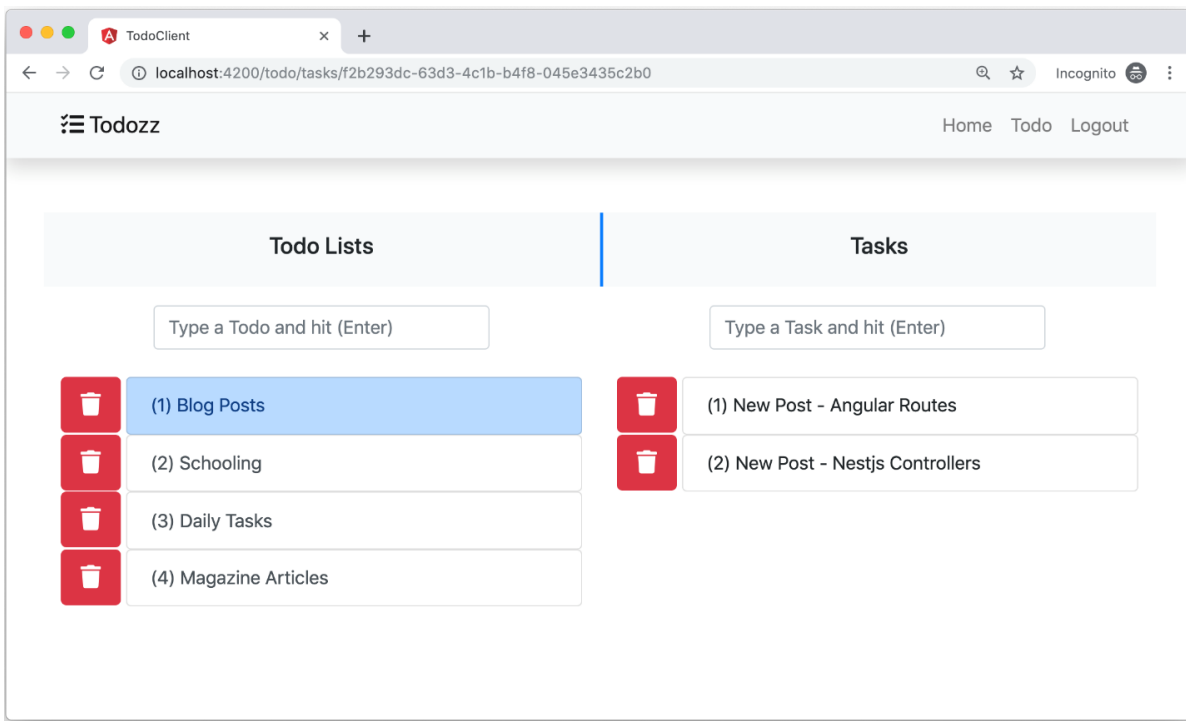 TodoClient
localhost:4200/todo/tasks/f2b293dc-63d3-4c1b-b4f8-045e3435c2b0
Incognito
Todozz
Home Todo Logout
Todo Lists
Tasks
Type a Todo and hit (Enter)
Type a Task and hit (Enter)
(1) Blog Posts
(2) Schooling
(3) Daily Tasks
(4) Magazine Articles
(1) New Post - Angular Routes
(2) New Post - Nestjs Controllers